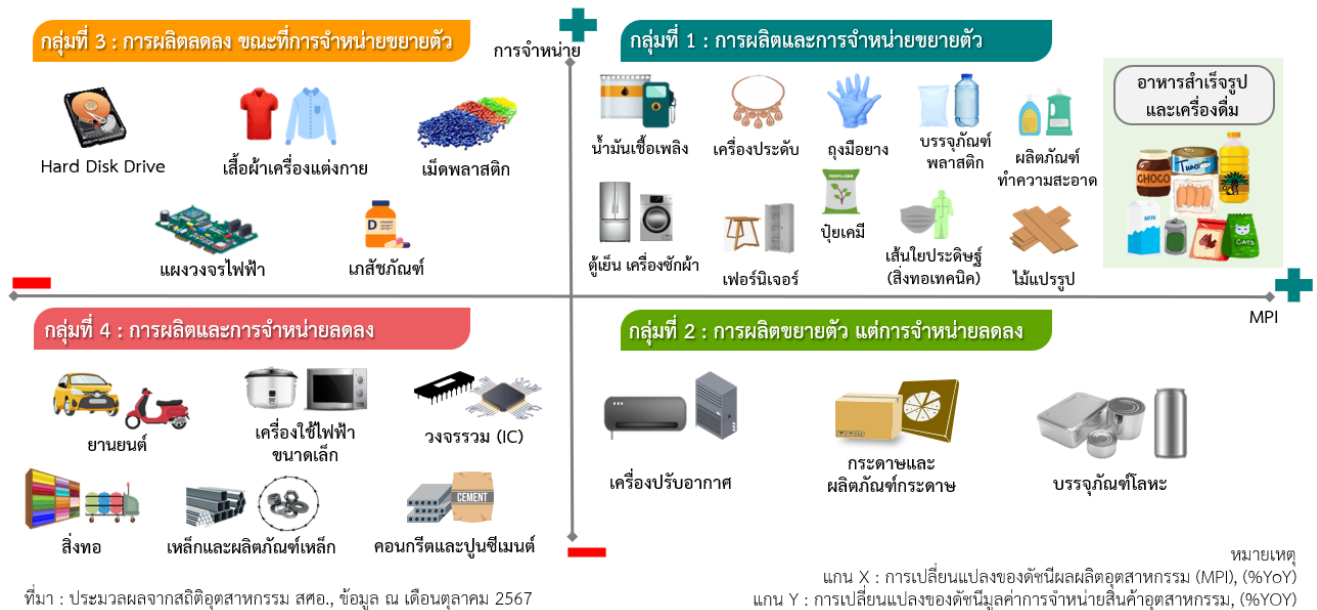 กลุ่มที่ 3 : การผลิตลดลง ขณะที่การจำหน่ายขยายตัว
การจำหน่าย
กลุ่มที่ 1 : การผลิตและการจำหน่ายขยายตัว
Hard Disk Drive
เสื้อผ้าเครื่องแต่งกาย
เม็ดพลาสติก
แผงวงจรไฟฟ้า
D
เภสัชภัณฑ์
น้ำมันเชื้อเพลิง
เครื่องประดับ
ถุงมือยาง
บรรจุภัณฑ์
พลาสติก
ผลิตภัณฑ์
ทำความสะอาด
อาหารสำเร็จรูป
และเครื่องดื่ม
CHOCO
TUNA
MILK
CATS
ตู้เย็น เครื่องซักผ้า
เฟอร์นิเจอร์
FERTILIZER
ปุ๋ยเคมี
เส้นใยประดิษฐ์
(สิ่งทอเทคนิค)
ไม้แปรรูป
MPI
กลุ่มที่ 4 : การผลิตและการจำหน่ายลดลง
ยานยนต์
เครื่องใช้ไฟฟ้า
ขนาดเล็ก
วงจรรวม (IC)
สิ่งทอ
เหล็กและผลิตภัณฑ์เหล็ก
CEMENT
คอนกรีตและปูนซีเมนต์
กลุ่มที่ 2 : การผลิตขยายตัว แต่การจำหน่ายลดลง
เครื่องปรับอากาศ
กระดาษและ
ผลิตภัณฑ์กระดาษ
บรรจุภัณฑ์โลหะ
ที่มา : ประมวลผลจากสถิติอุตสาหกรรม สศอ., ข้อมูล ณ เดือนตุลาคม 2567
หมายเหตุ
แกน X : การเปลี่ยนแปลงของดัชนีผลผลิตอุตสาหกรรม (MPI), (%YoY)
แกน Y : การเปลี่ยนแปลงของดัชนีมูลค่าการจำหน่ายสินค้าอุตสาหกรรม, (%YOY)